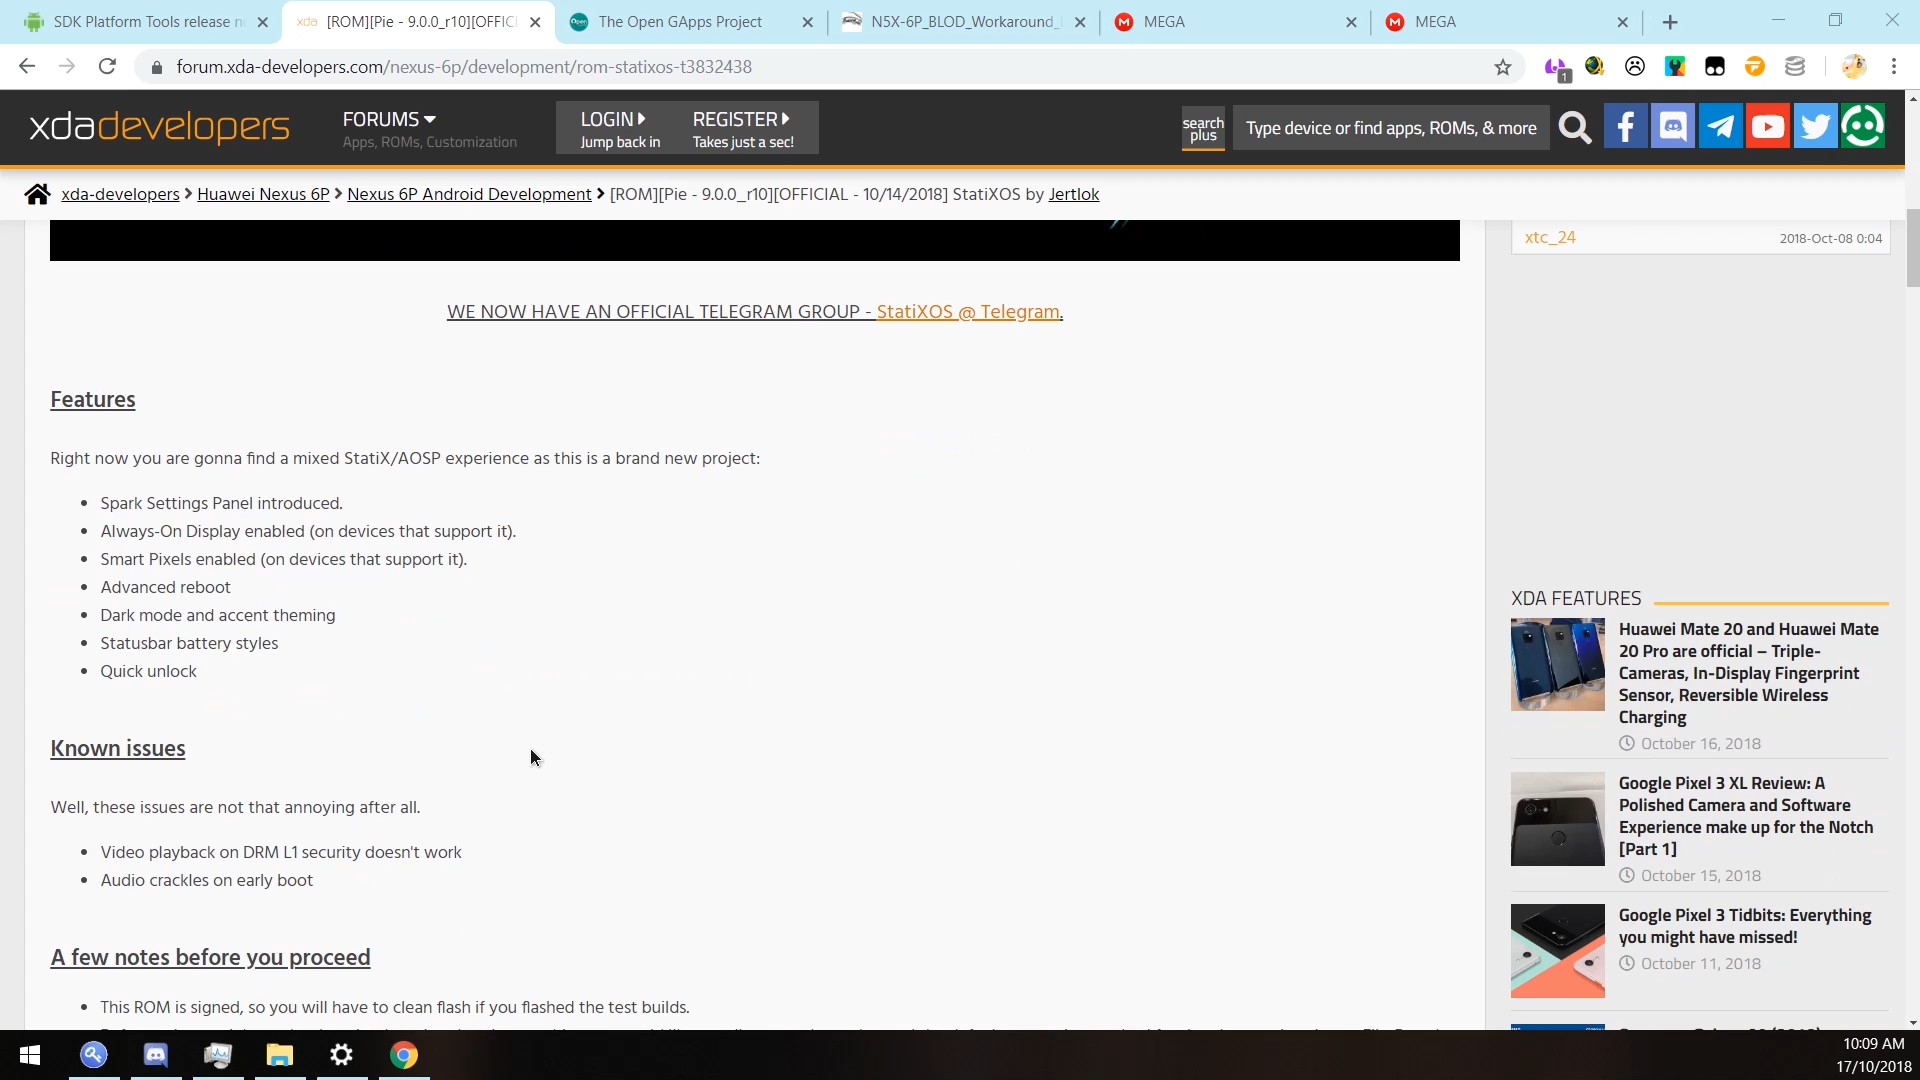 SDK Platform Tools release n
xda [ROM][Pie - 9.0.0_r10][OFFIC
Open The Open GApps Project
N5X-6P_BLOD_Workaround_
M MEGA
M MEGA
forum.xda-developers.com/nexus-6p/development/rom-statixos-t3832438
1
xdadevelopers
FORUMS
Apps, ROMs, Customization
LOGIN
Jump back in
REGISTER
Takes just a sec!
search plus
Type device or find apps, ROMs, & more
xda-developers Huawei Nexus 6P Nexus 6P Android Development [ROM][Pie - 9.0.0_r10][OFFICIAL - 10/14/2018] StatiXOS by Jertlok
xtc_24 2018-Oct-08 0:04
WE NOW HAVE AN OFFICIAL TELEGRAM GROUP - StatiXOS @ Telegram.
Features
Right now you are gonna find a mixed StatiX/AOSP experience as this is a brand new project:
• Spark Settings Panel introduced.
• Always-On Display enabled (on devices that support it).
• Smart Pixels enabled (on devices that support it).
• Advanced reboot
• Dark mode and accent theming
• Statusbar battery styles
• Quick unlock
Known issues
Well, these issues are not that annoying after all.
• Video playback on DRM L1 security doesn't work
• Audio crackles on early boot
A few notes before you proceed
• This ROM is signed, so you will have to clean flash if you flashed the test builds.
XDA FEATURES
Huawei Mate 20 and Huawei Mate
20 Pro are official – Triple-
Cameras, In-Display Fingerprint
Sensor, Reversible Wireless
Charging
October 16, 2018
Google Pixel 3 XL Review: A
Polished Camera and Software
Experience make up for the Notch
[Part 1]
October 15, 2018
Google Pixel 3 Tidbits: Everything
you might have missed!
October 11, 2018
10:09 AM
17/10/2018